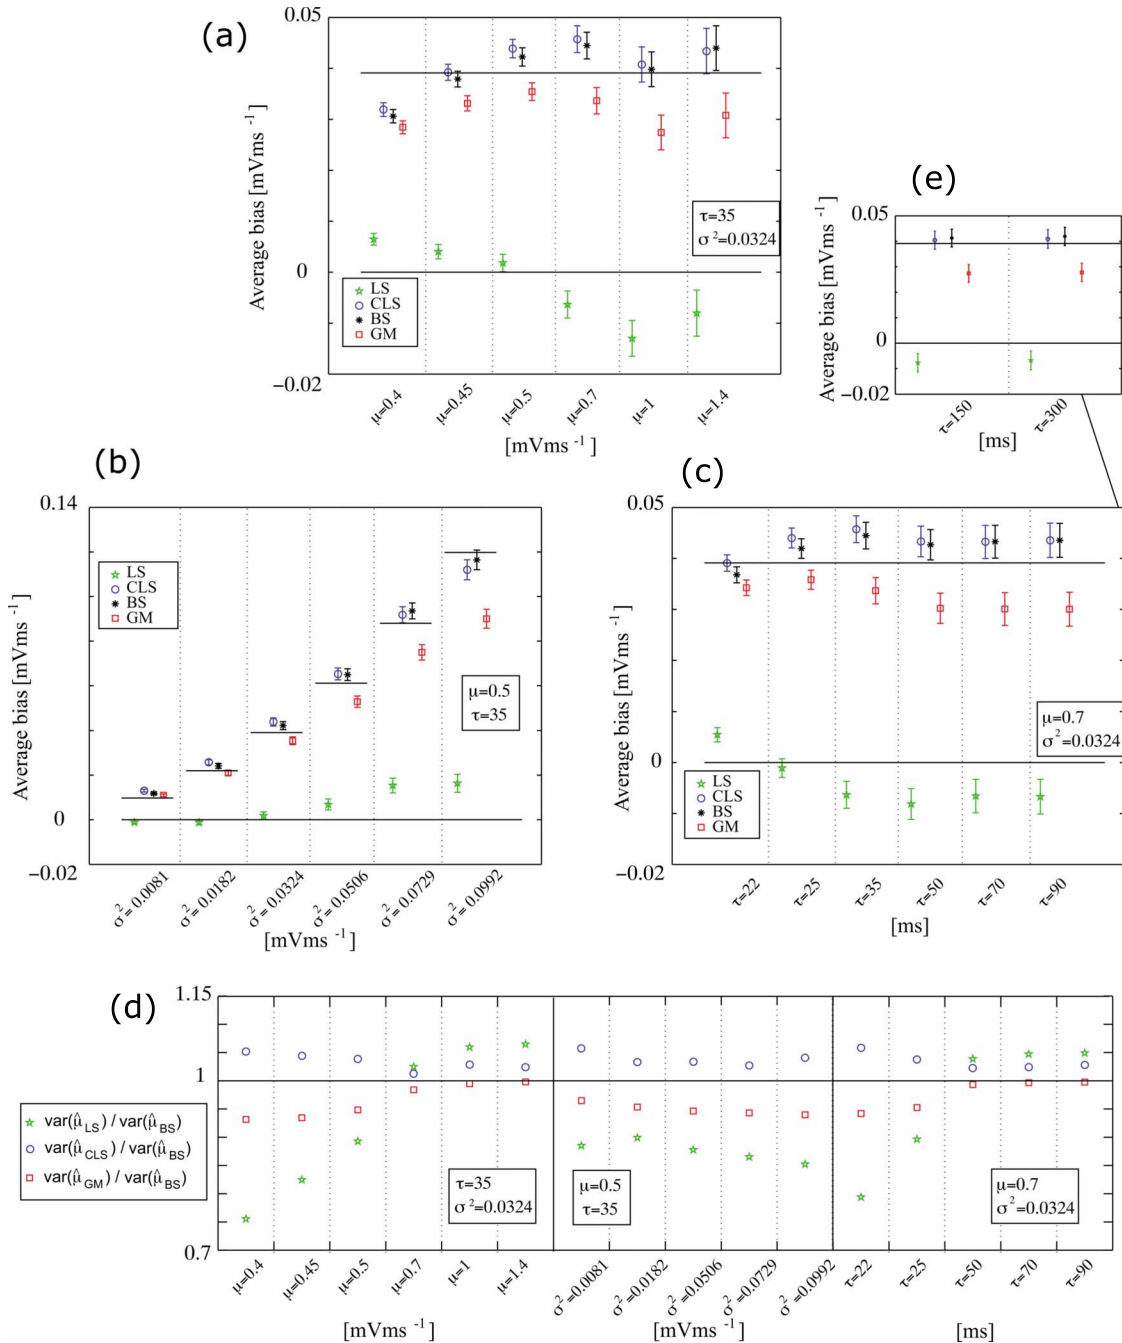 (a)
0.05
Average bias [mVms -1]
0
-0.02
τ=35
σ²=0.0324
LS
CLS
BS
GM
μ=0.4
μ=0.45
μ=0.5
μ=0.7
μ=1
μ=1.4
[mVms -1]
(e)
0.05
Average bias [mVms -1]
0
-0.02
τ=150
τ=300
[ms]
(b)
0.14
Average bias [mVms -1]
0
-0.02
LS
CLS
BS
GM
μ=0.5
τ=35
σ²= 0.0081
σ²= 0.0182
σ²= 0.0324
σ²= 0.0506
σ²= 0.0729
σ²= 0.0992
[mVms -1]
(c)
0.05
Average bias [mVms -1]
0
-0.02
μ=0.7
σ²=0.0324
LS
CLS
BS
GM
τ=22
τ=25
τ=35
τ=50
τ=70
τ=90
[ms]
(d)
1.15
1
0.7
var(μ̂LS) / var(μ̂BS)
var(μ̂CLS) / var(μ̂BS)
var(μ̂GM) / var(μ̂BS)
τ=35
σ²=0.0324
μ=0.5
τ=35
μ=0.7
σ²=0.0324
μ=0.4
μ=0.45
μ=0.5
μ=0.7
μ=1
μ=1.4
σ²= 0.0081
σ²= 0.0182
σ²= 0.0506
σ²= 0.0729
σ²= 0.0992
τ=22
τ=25
τ=50
τ=70
τ=90
[mVms -1]
[mVms -1]
[ms]